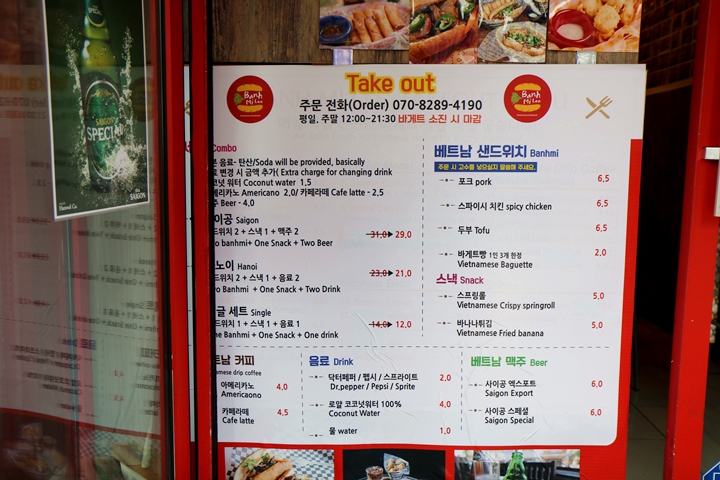 Take out
주문 전화(Order) 070-8289-4190
평일, 주말 12:00~21:30 바게트 소진 시 마감
Banh
Mi Lee
Banh
Mi Lee
SAIGON
SPECIAL
SAIGON
Combo
음료- 탄산/Soda will be provided, basically
변경 시 금액 추가( Extra charge for changing drink
워터 Coconut water 1,5
메리카노 Americano 2,0/ 카페라떼 Cafe latte - 2,5
Beer - 4,0
이공 Saigon
드위치 2 + 스낵 1 + 맥주 2
banhmi+ One Snack + Two Beer
31,0 29,0
노이 Hanoi
드위치 2 + 스낵 1 + 음료 2
Banhmi + One Snack + Two Drink
23,0 21,0
글 세트 Single
드위치 1 + 스낵 1 + 음료 1
ne Banhmi + One Snack + One drink
14,0 12,0
베트남 샌드위치 Banhmi
주문 시 고수를 넣으실지 말씀해 주세요.
포크 pork 6,5
스파이시 치킨 spicy chicken 6,5
두부 Tofu 6,5
바게트빵 1인 3개 한정 2,0
Vietnamese Baguette
스낵 Snack
스프링롤 5,0
Vietnamese Crispy springroll
바나나튀김 5,0
Vietnamese Fried banana
트남 커피
namese drip coffee
아메리카노 4,0
Americaono
카페라떼 4,5
Cafe latte
음료 Drink
닥터페퍼 / 펩시 / 스프라이트 2,0
Dr,pepper / Pepsi / Sprite
로얄 코코넛워터 100% 4,0
Coconut Water
물 water 1,0
베트남 맥주 Beer
사이공 엑스포트 6,0
Saigon Export
사이공 스페셜 6,0
Saigon Special